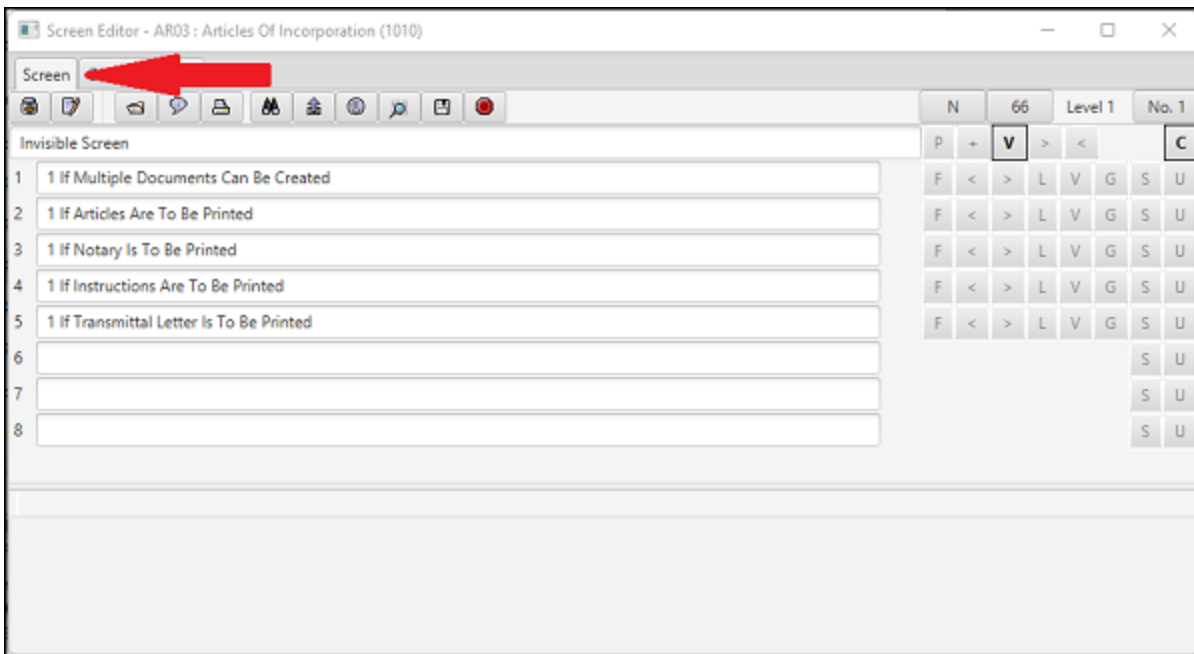 Screen Editor - AR03 : Articles Of Incorporation (1010)
Screen
N 66 Level 1 No. 1
Invisible Screen P + V > < C
1 1 If Multiple Documents Can Be Created F < > L V G S U
2 1 If Articles Are To Be Printed F < > L V G S U
3 1 If Notary Is To Be Printed F < > L V G S U
4 1 If Instructions Are To Be Printed F < > L V G S U
5 1 If Transmittal Letter Is To Be Printed F < > L V G S U
6 S U
7 S U
8 S U